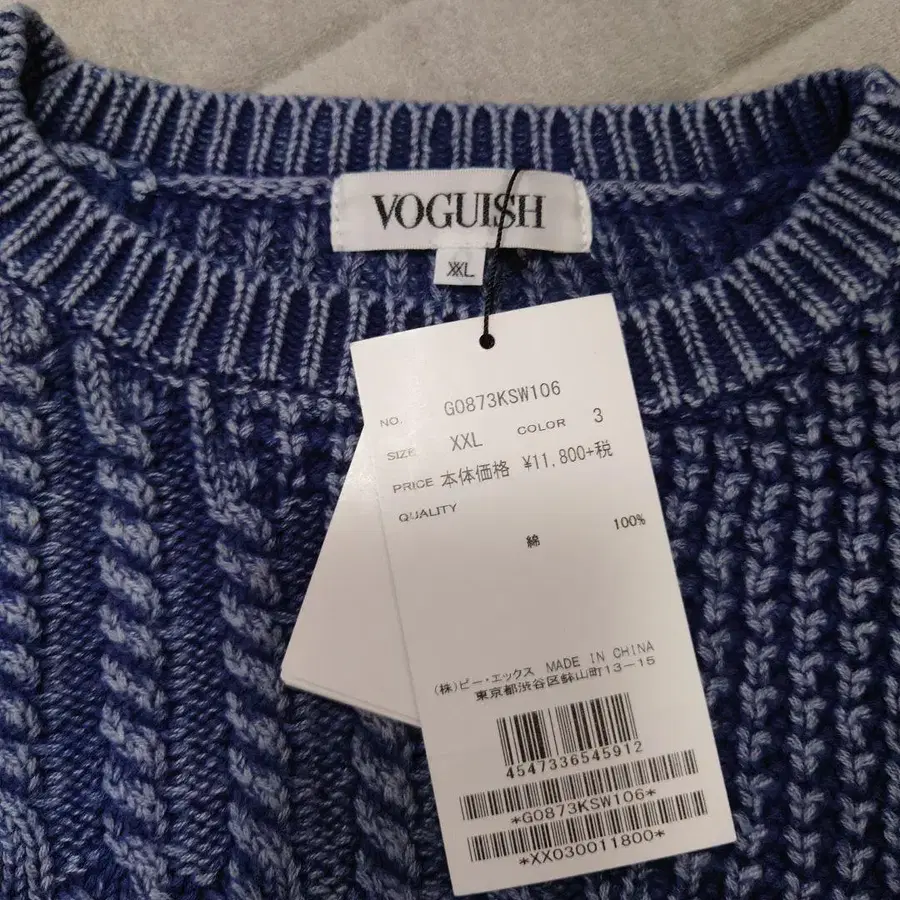 VOGUISH
XXL
NO. G0873KSW106
SIZE XXL COLOR 3
PRICE 本体価格 ¥11,800+税
QUALITY
綿 100%
(株)ビー・エックス MADE IN CHINA
東京都渋谷区鉢山町13-15
4547336545912
*G0873KSW106*
*XX030011800*